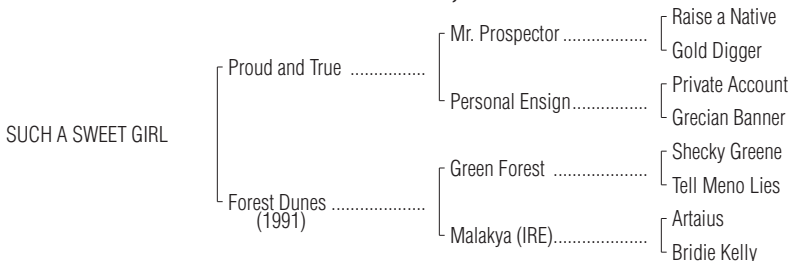 Raise a Native
Mr. Prospector ..................
Gold Digger
Proud and True ................
Private Account
Personal Ensign................
Grecian Banner
SUCH A SWEET GIRL
Shecky Greene
Green Forest ...................
Tell Meno Lies
Forest Dunes ....................
(1991)
Artaius
Malakya (IRE)....................
Bridie Kelly